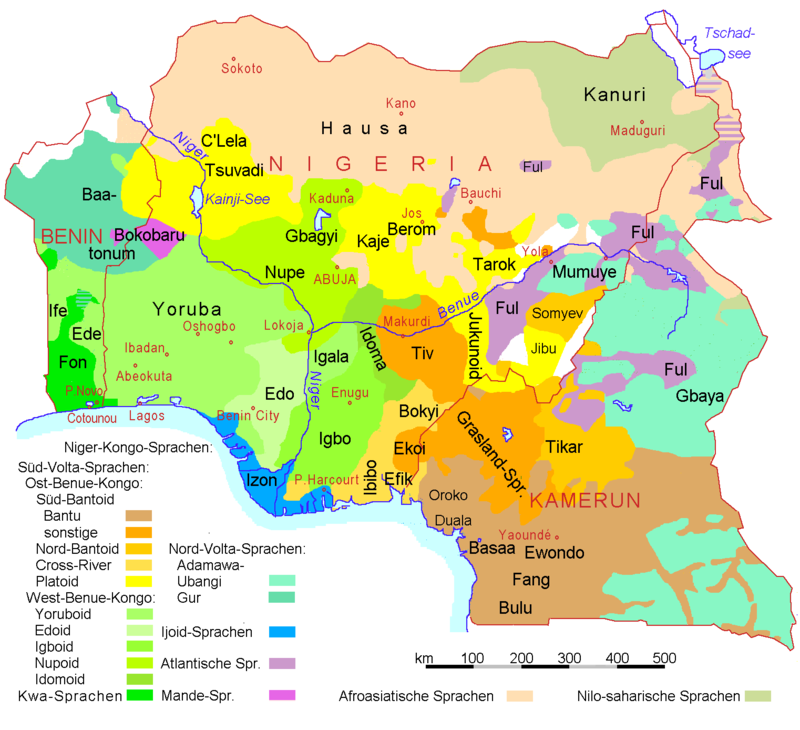 Tschad-
see
Sokoto
Kano
Kanuri
Maduguri
Hausa
Niger
C'Lela
Tsuvadi
NIGERIA
Ful
Ful
Baa-
Kainji-See
Kaduna
Bauchi
Jos
Berom
Gbagyi
Kaje
BENIN
Bokobaru
tonum
Ful
Yola
Tarok
Mumuye
Nupe
ABUJA
Benue
Ful
Somyev
Ife
Yoruba
Ede
Oshogbo
Lokoja
Makurdi
Idoma
Jukunoid
Jibu
Ibadan
Igala
Tiv
Fon
Abeokuta
Ful
Gbaya
P.Novo
Edo
Enugu
Niger
Cotounou
Lagos
Benin City
Bokyi
Grasland-Spr.
Igbo
Ekoi
Tikar
Izon
P.Harcourt
Ibibo
Efik
Oroko
KAMERUN
Duala
Yaoundé
Basaa
Ewondo
Fang
Bulu
Niger-Kongo-Sprachen:
Süd-Volta-Sprachen:
Ost-Benue-Kongo:
Süd-Bantoid
Bantu
sonstige
Nord-Bantoid
Nord-Volta-Sprachen:
Cross-River
Adamawa-
Platoid
Ubangi
West-Benue-Kongo:
Gur
Yoruboid
Edoid
Ijoid-Sprachen
Igboid
Nupoid
Atlantische Spr.
Idomoid
Kwa-Sprachen
Mande-Spr.
Afroasiatische Sprachen
Nilo-saharische Sprachen
km 100 200 300 400 500